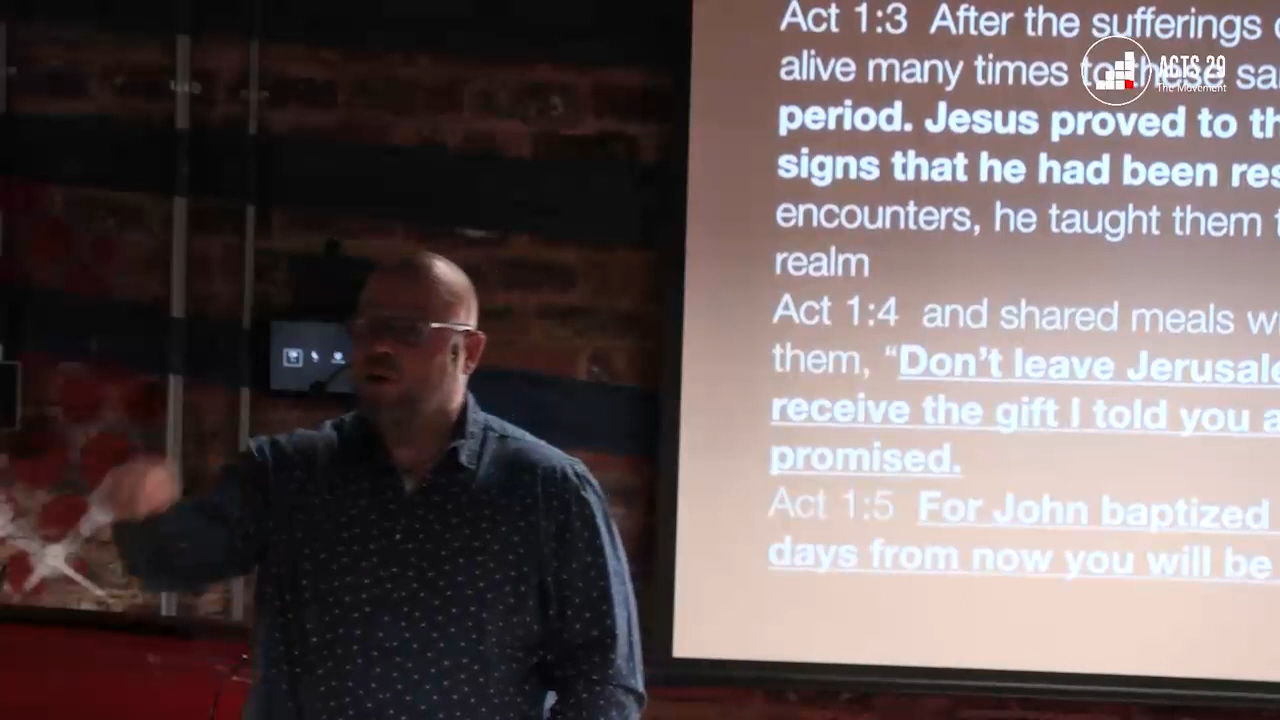 Act 1:3 After the sufferings
alive many times to these sa
period. Jesus proved to th
signs that he had been res
encounters, he taught them t
realm
Act 1:4 and shared meals w
them, “Don’t leave Jerusale
receive the gift I told you a
promised.
Act 1:5 For John baptized
days from now you will be
ACTS 29
The Movement